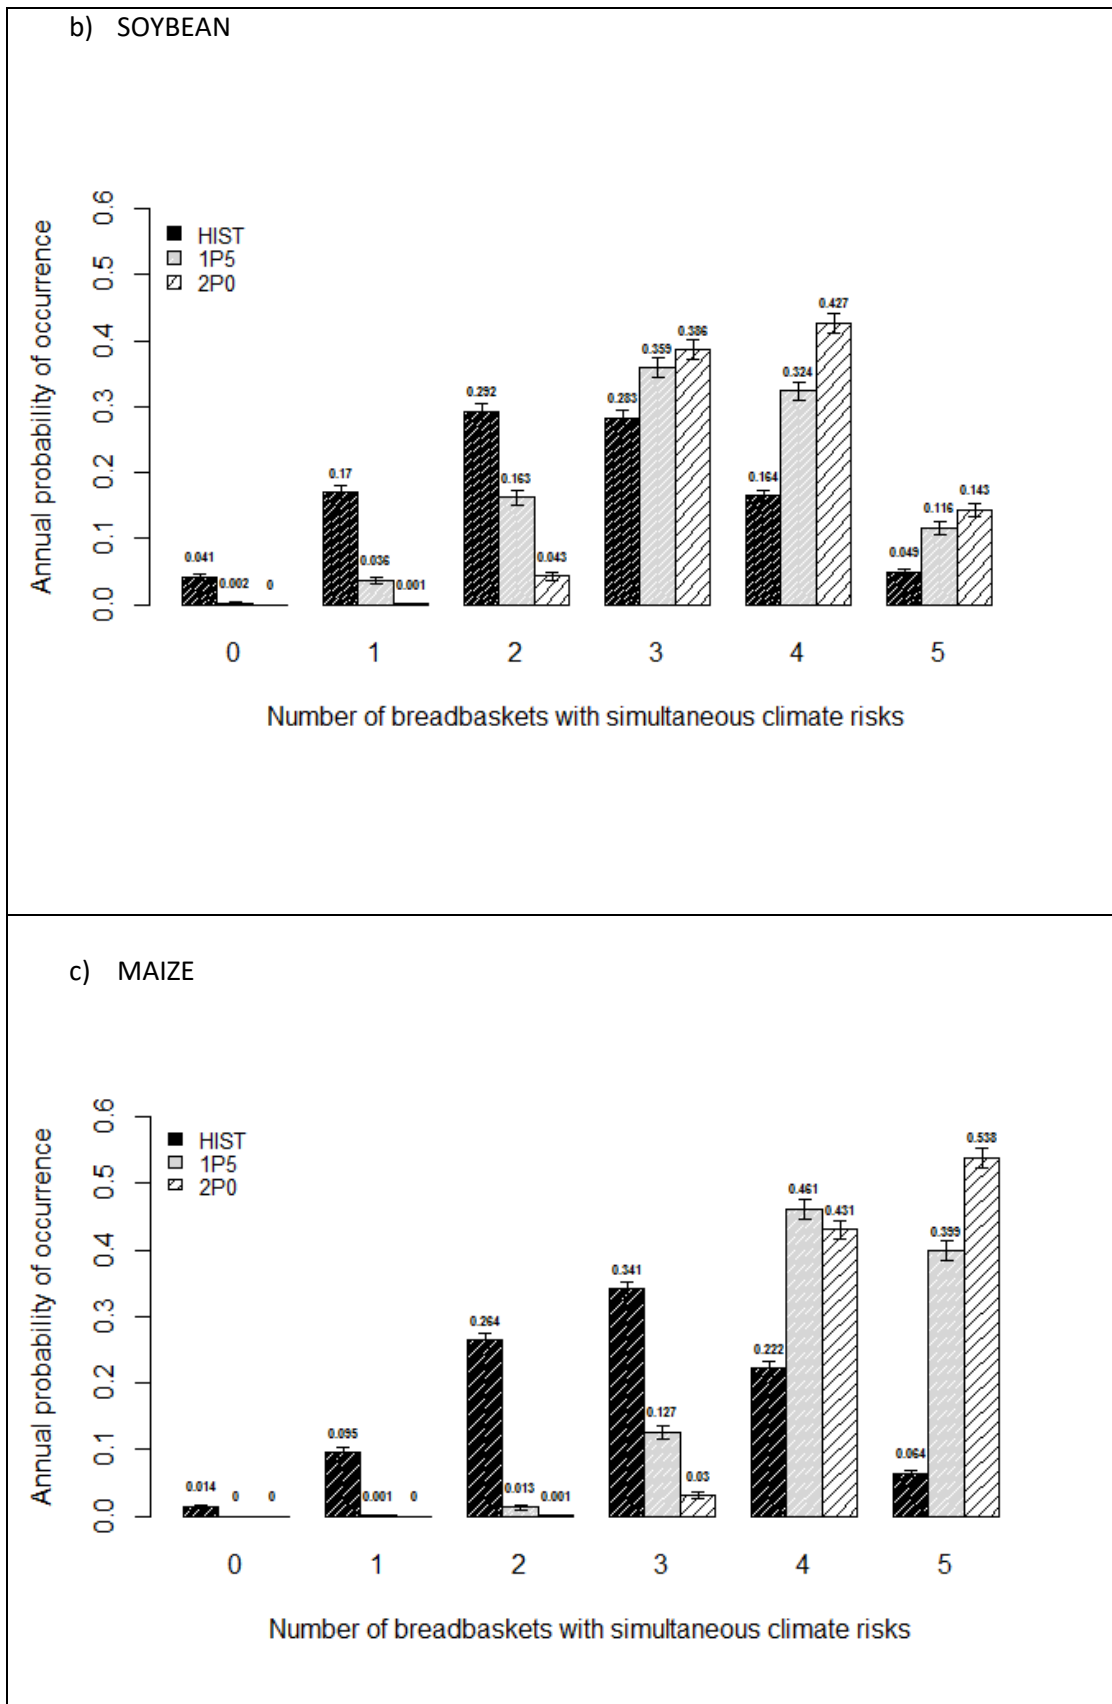 b) SOYBEAN
Annual probability of occurrence
0.0 0.1 0.2 0.3 0.4 0.5 0.6
HIST
1P5
2P0
0.041 0.002 0
0.17 0.036 0.001
0.292 0.163 0.043
0.283 0.359 0.386
0.164 0.324 0.427
0.049 0.116 0.143
0 1 2 3 4 5
Number of breadbaskets with simultaneous climate risks
c) MAIZE
Annual probability of occurrence
0.0 0.1 0.2 0.3 0.4 0.5 0.6
HIST
1P5
2P0
0.014 0 0
0.095 0.001 0
0.264 0.013 0.001
0.341 0.127 0.03
0.222 0.461 0.431
0.064 0.399 0.538
0 1 2 3 4 5
Number of breadbaskets with simultaneous climate risks